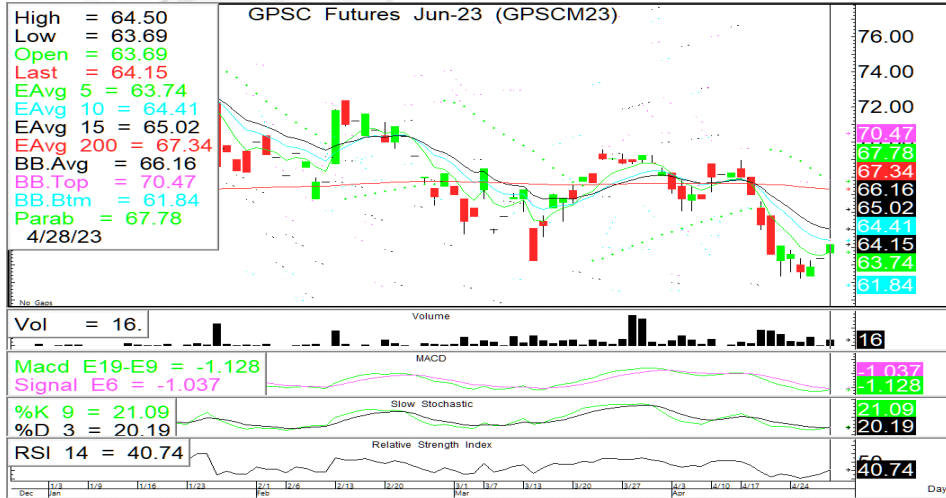 GPSC Futures Jun-23 (GPSCM23)
High = 64.50
Low = 63.69
Open = 63.69
Last = 64.15
EAvg 5 = 63.74
EAvg 10 = 64.41
EAvg 15 = 65.02
EAvg 200 = 67.34
BB.Avg = 66.16
BB.Top = 70.47
BB.Btm = 61.84
Parab = 67.78
4/28/23
76.00
74.00
72.00
70.47
67.78
67.34
66.16
65.02
64.41
64.15
63.74
61.84
No Gaps
Volume
Vol = 16.
16
MACD
Macd E19-E9 = -1.128
Signal E6 = -1.037
-1.037
-1.128
Slow Stochastic
%K 9 = 21.09
%D 3 = 20.19
21.09
20.19
Relative Strength Index
RSI 14 = 40.74
50
40.74
1/3 1/9 1/16 1/23 2/6 2/13 2/20 3/1 3/7 3/13 3/20 3/27 4/3 4/10 4/17 4/24
Dec Jan Feb Mar Apr Day